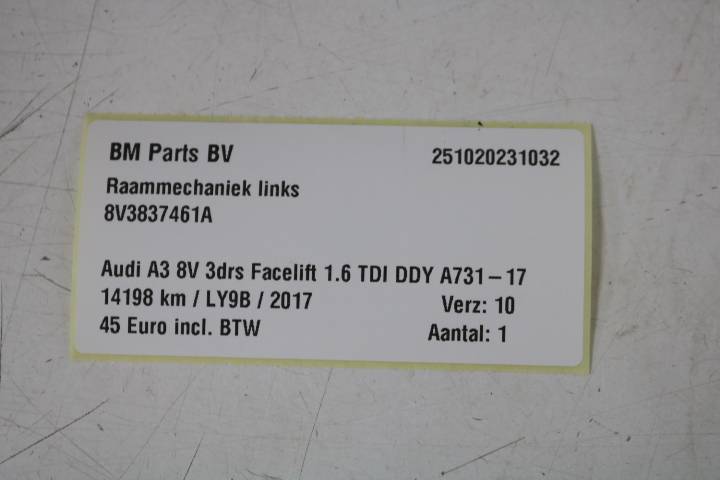 BM Parts BV 251020231032
Raammechaniek links
8V3837461A
Audi A3 8V 3drs Facelift 1.6 TDI DDY A731-17
14198 km / LY9B / 2017 Verz: 10
45 Euro incl. BTW Aantal: 1